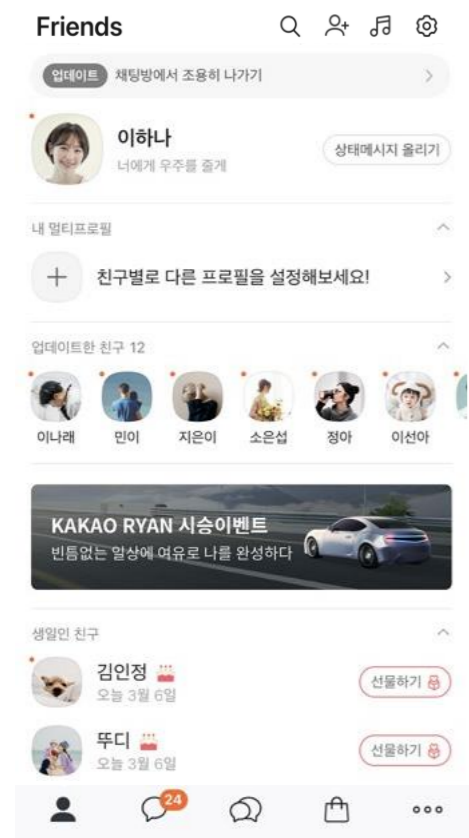 Friends
업데이트 채팅방에서 조용히 나가기
이하나
너에게 우주를 줄게
상태메시지 올리기
내 멀티프로필
친구별로 다른 프로필을 설정해보세요!
업데이트한 친구 12
이나래 민이 지은이 소은섭 정아 이선아
KAKAO RYAN 시승이벤트
빈틈없는 일상에 여유로 나를 완성하다
생일인 친구
김인정
오늘 3월 6일
선물하기
뚜디
오늘 3월 6일
선물하기
24